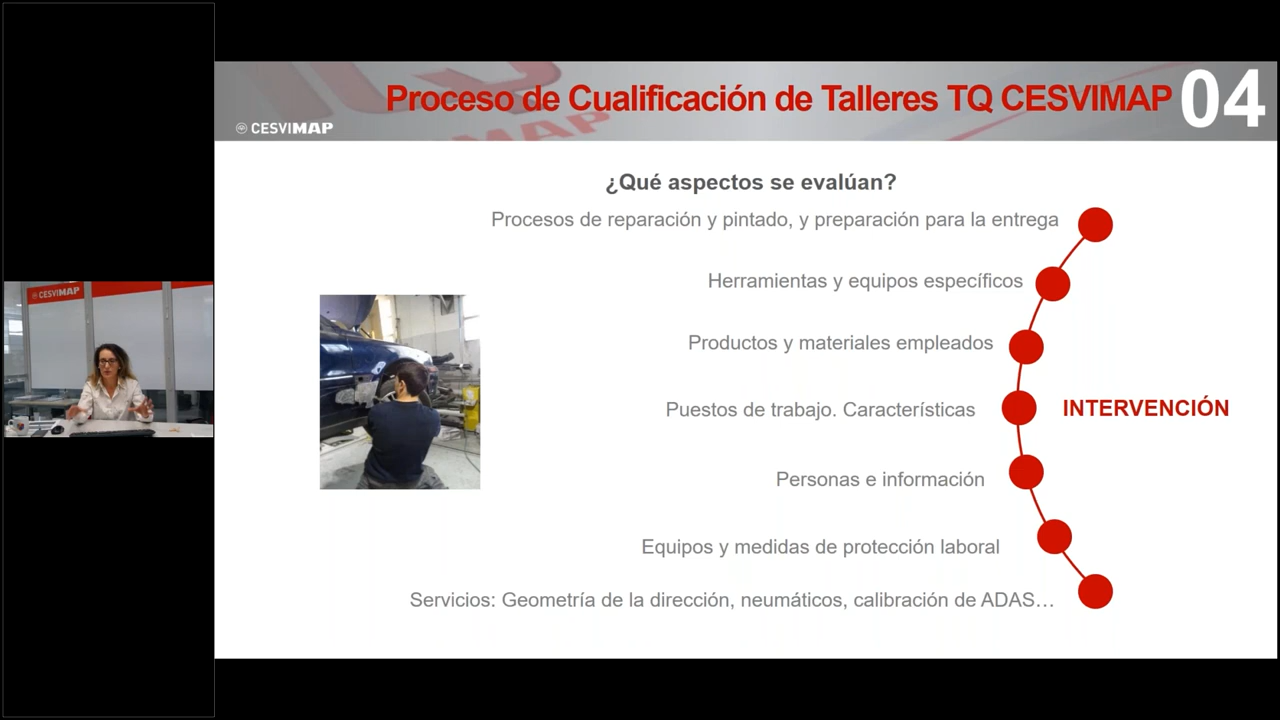 Proceso de Cualificación de Talleres TQ CESVIMAP 04
CESVIMAP
¿Qué aspectos se evalúan?
Procesos de reparación y pintado, y preparación para la entrega
Herramientas y equipos específicos
Productos y materiales empleados
Puestos de trabajo. Características
INTERVENCIÓN
Personas e información
Equipos y medidas de protección laboral
Servicios: Geometría de la dirección, neumáticos, calibración de ADAS…
CESVIMAP